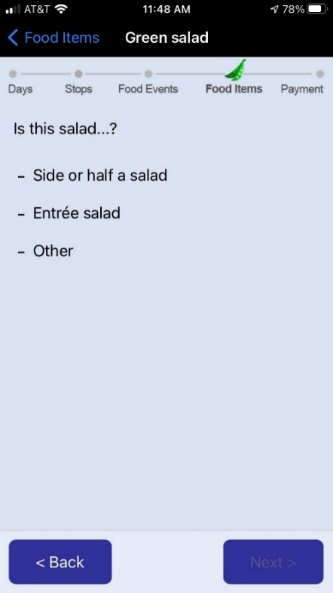 AT&T 11:48 AM 78%
< Food Items Green salad
Days Stops Food Events Food Items Payment
Is this salad...?
- Side or half a salad
- Entrée salad
- Other
< Back Next >